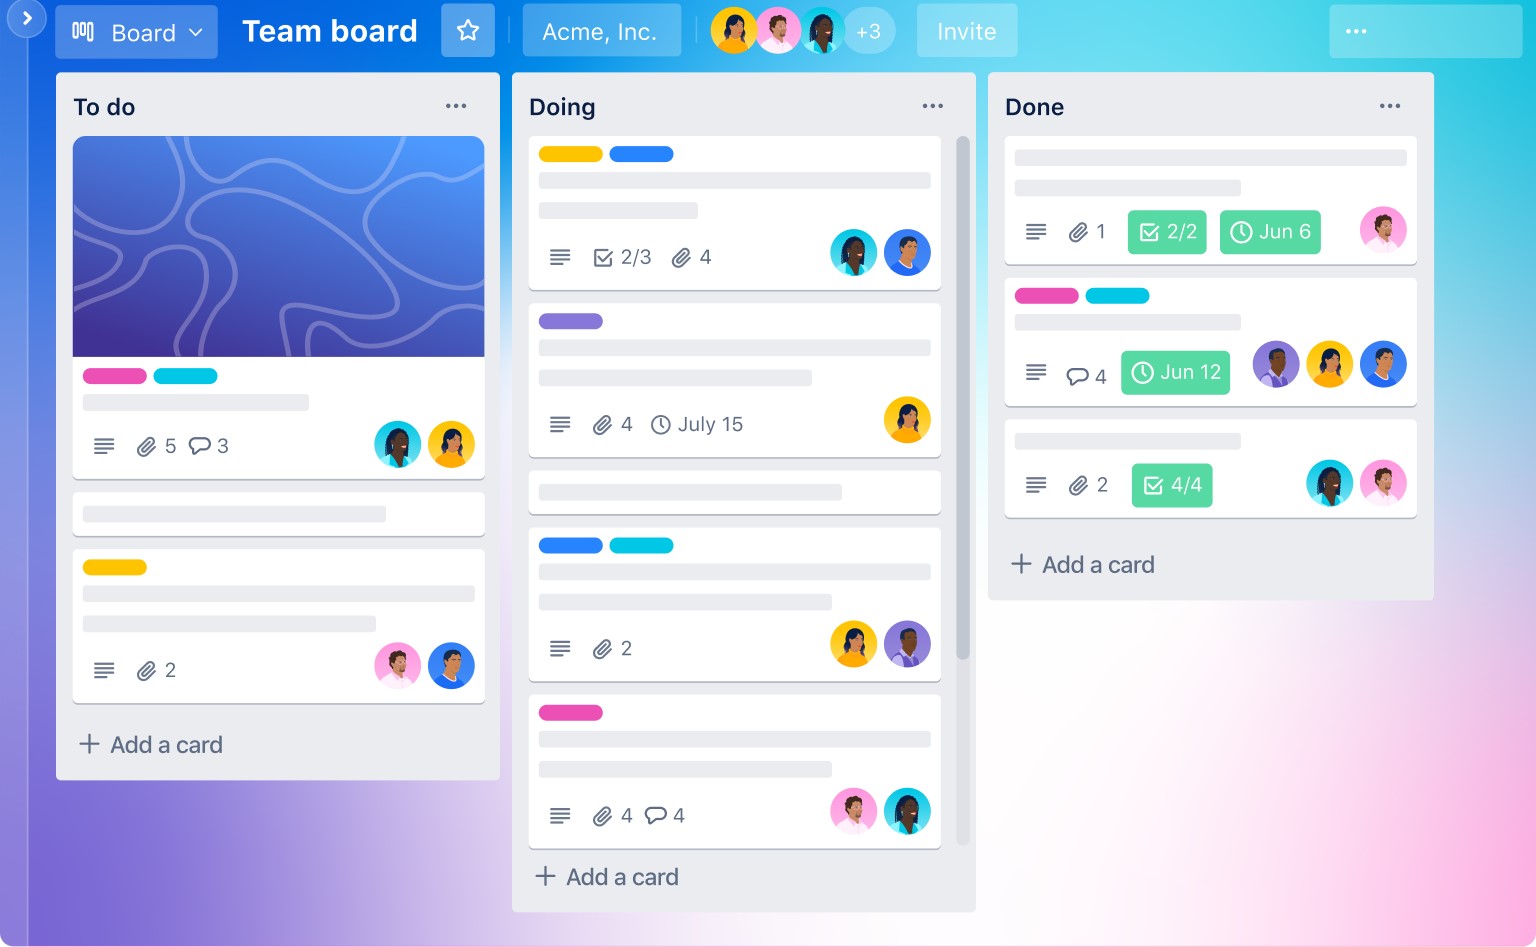 Board
Team board
Acme, Inc.
+3
Invite
To do
5 3
2
+ Add a card
Doing
2/3 4
4 July 15
2
4 4
+ Add a card
Done
1 2/2 Jun 6
4 Jun 12
2 4/4
+ Add a card